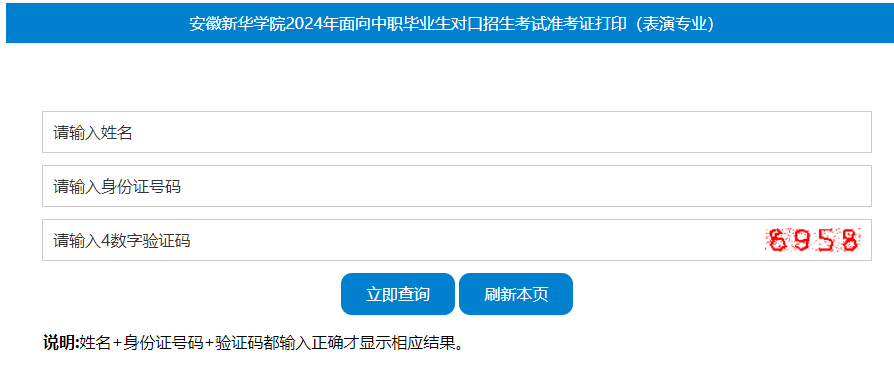 安徽新华学院2024年面向中职毕业生对口招生考试准考证打印（表演专业）
请输入姓名
请输入身份证号码
请输入4数字验证码 8958
立即查询 刷新本页
说明:姓名+身份证号码+验证码都输入正确才显示相应结果。